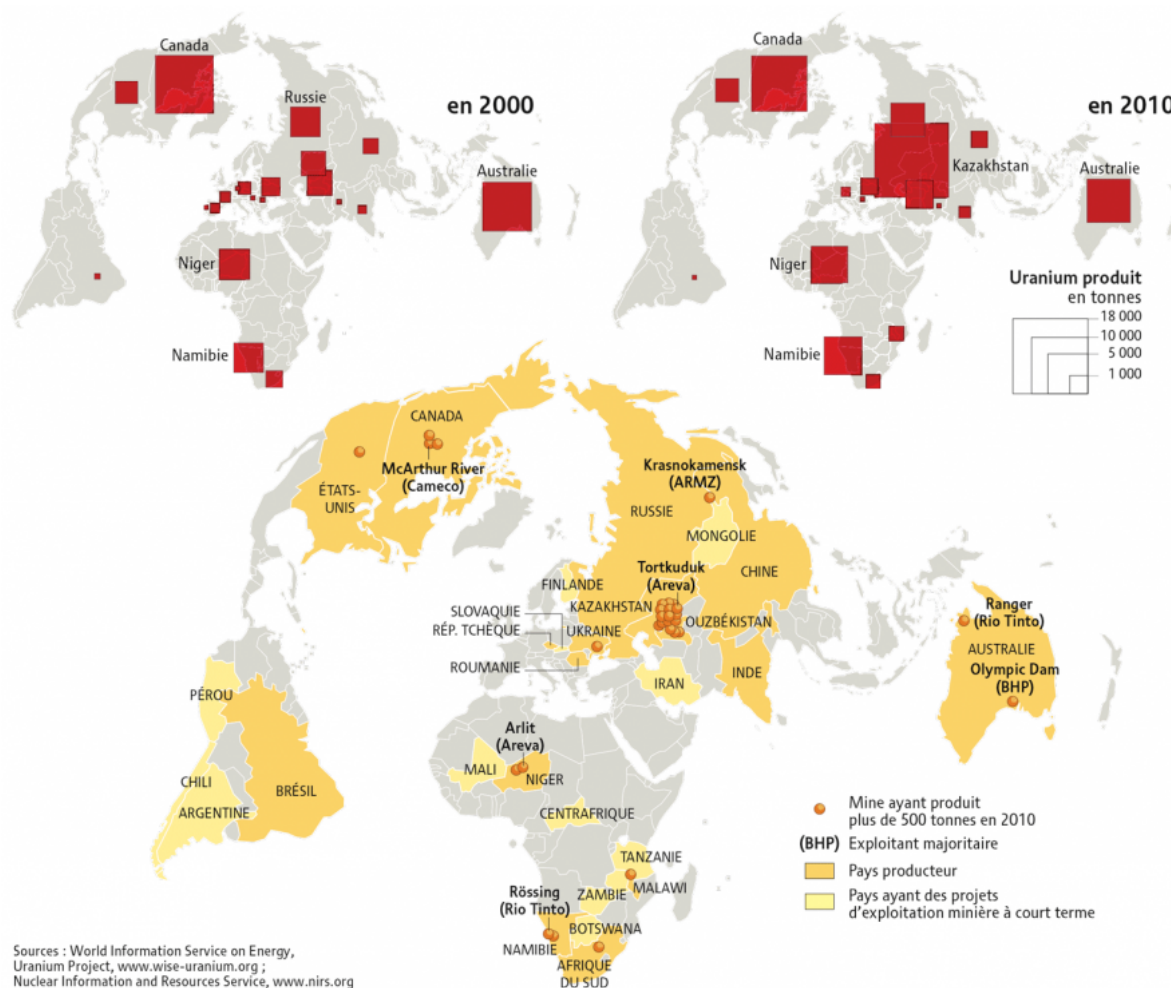 Canada
Russie
en 2000
Australie
Niger
Namibie
Canada
en 2010
Kazakhstan
Australie
Niger
Namibie
Uranium produit
en tonnes
18 000
10 000
5 000
1 000
CANADA
McArthur River
(Cameco)
ÉTATS-
UNIS
Krasnokamensk
(ARMZ)
RUSSIE
MONGOLIE
Tortkuduk
(Areva)
CHINE
FINLANDE
KAZAKHSTAN
OUZBÉKISTAN
SLOVAQUIE
RÉP. TCHÈQUE
UKRAINE
ROUMANIE
IRAN
INDE
Ranger
(Rio Tinto)
AUSTRALIE
Olympic Dam
(BHP)
PÉROU
CHILI
ARGENTINE
BRÉSIL
Arlit
(Areva)
MALI
NIGER
CENTRAFRIQUE
TANZANIE
MALAWI
ZAMBIE
Rössing
(Rio Tinto)
BOTSWANA
NAMIBIE
AFRIQUE
DU SUD
Mine ayant produit
plus de 500 tonnes en 2010
(BHP) Exploitant majoritaire
Pays producteur
Pays ayant des projets
d'exploitation minière à court terme
Sources : World Information Service on Energy,
Uranium Project, www.wise-uranium.org ;
Nuclear Information and Resources Service, www.nirs.org